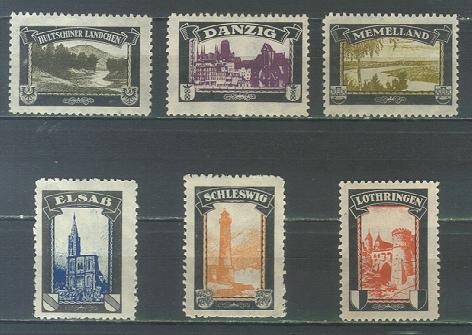 HULTSCHINER LÄNDCHEN
DANZIG
MEMELLAND
ELSAß
SCHLESWIG
LOTHRINGEN